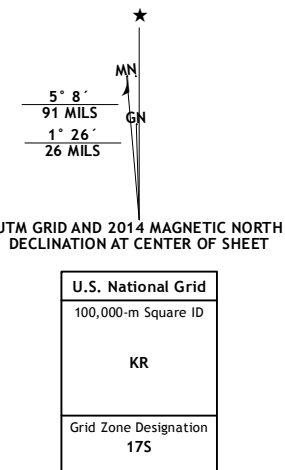 ★
MN
5° 8´
91 MILS
GN
1° 26´
26 MILS
UTM GRID AND 2014 MAGNETIC NORTH
DECLINATION AT CENTER OF SHEET
U.S. National Grid
100,000-m Square ID
KR
Grid Zone Designation
17S